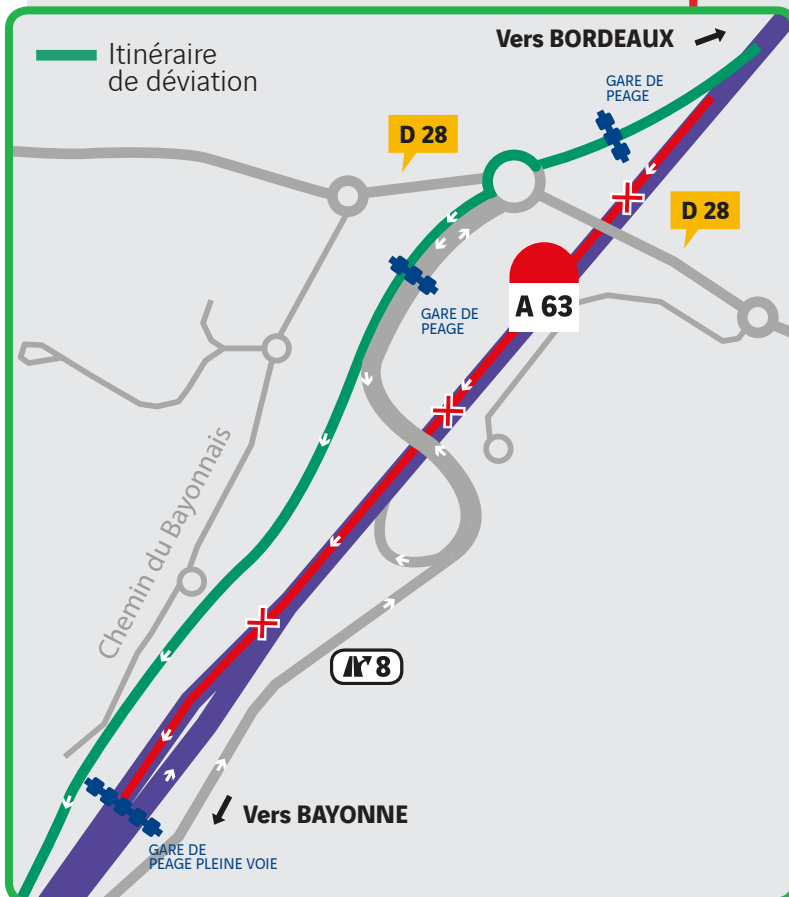 Vers BORDEAUX
Itinéraire
de déviation
GARE DE
PEAGE
D 28
D 28
A 63
GARE DE
PEAGE
Chemin du Bayonnais
8
Vers BAYONNE
GARE DE
PEAGE PLEINE VOIE